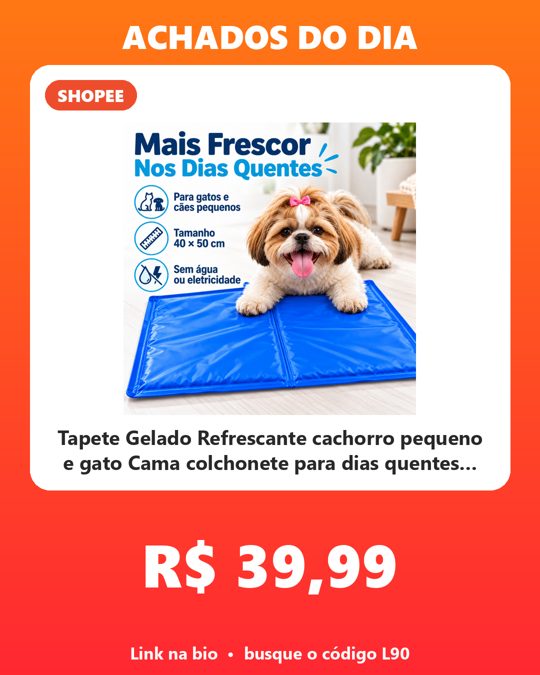 ACHADOS DO DIA
SHOPEE
Mais Frescor
Nos Dias Quentes
Para gatos e
cães pequenos
Tamanho
40 × 50 cm
Sem água
ou eletricidade
Tapete Gelado Refrescante cachorro pequeno
e gato Cama colchonete para dias quentes...
R$ 39,99
Link na bio • busque o código L90